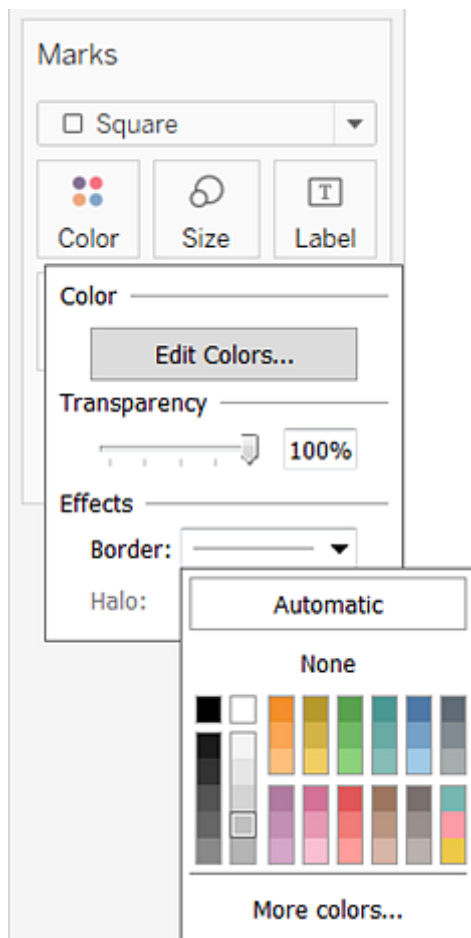 Marks
Square
Color Size Label
Color
Edit Colors...
Transparency
100%
Effects
Border:
Halo:
Automatic
None
More colors...